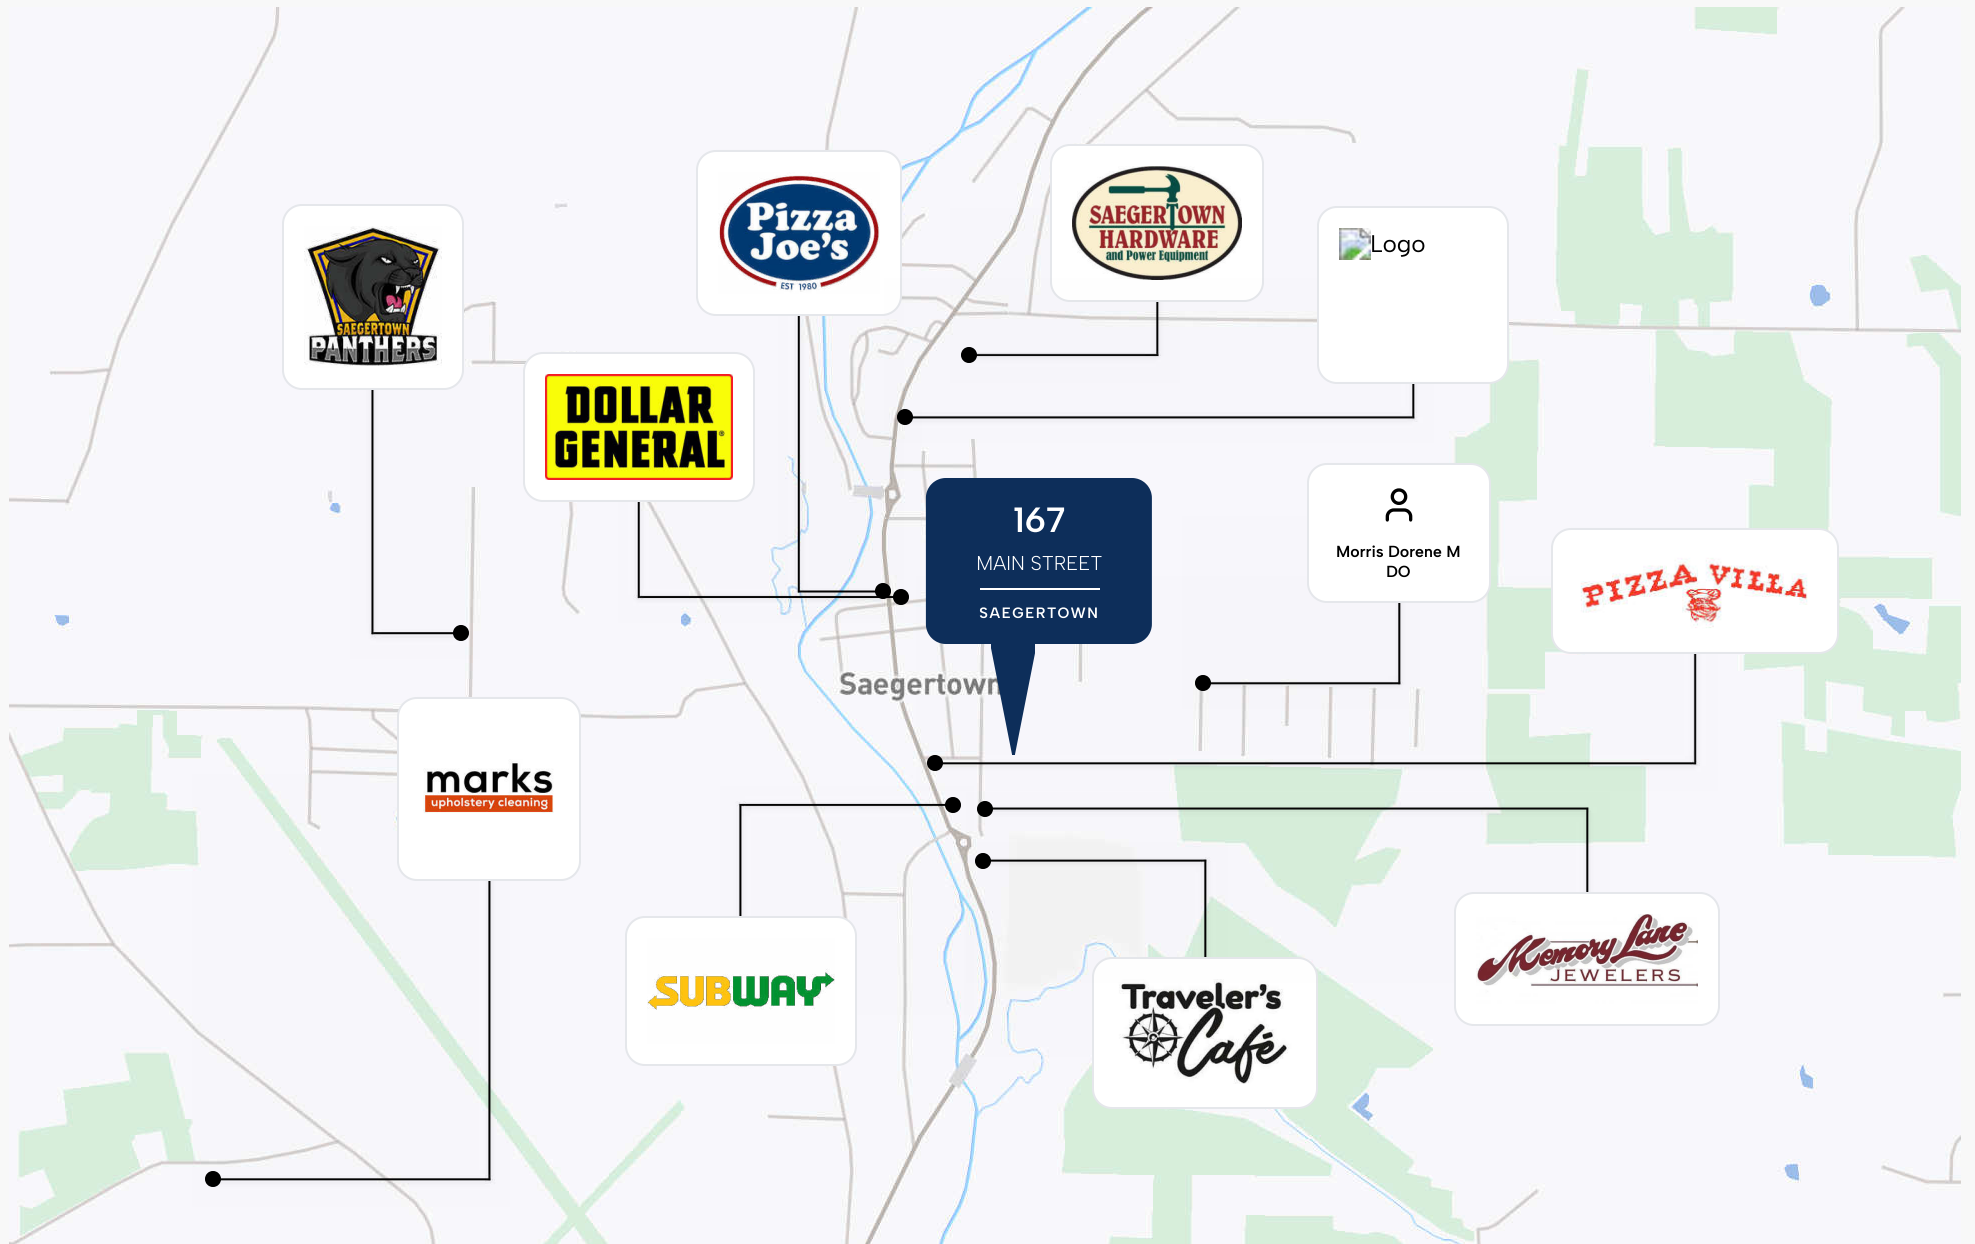 Pizza
Joe's
EST 1980
SAEGERTOWN
HARDWARE
and Power Equipment
Logo
SAEGERTOWN
PANTHERS
DOLLAR
GENERAL®
167
MAIN STREET
SAEGERTOWN
Morris Dorene M
DO
PIZZA VILLA
Saegertown
marks
upholstery cleaning
SUBWAY
Traveler's
Café
Memory Lane
JEWELERS